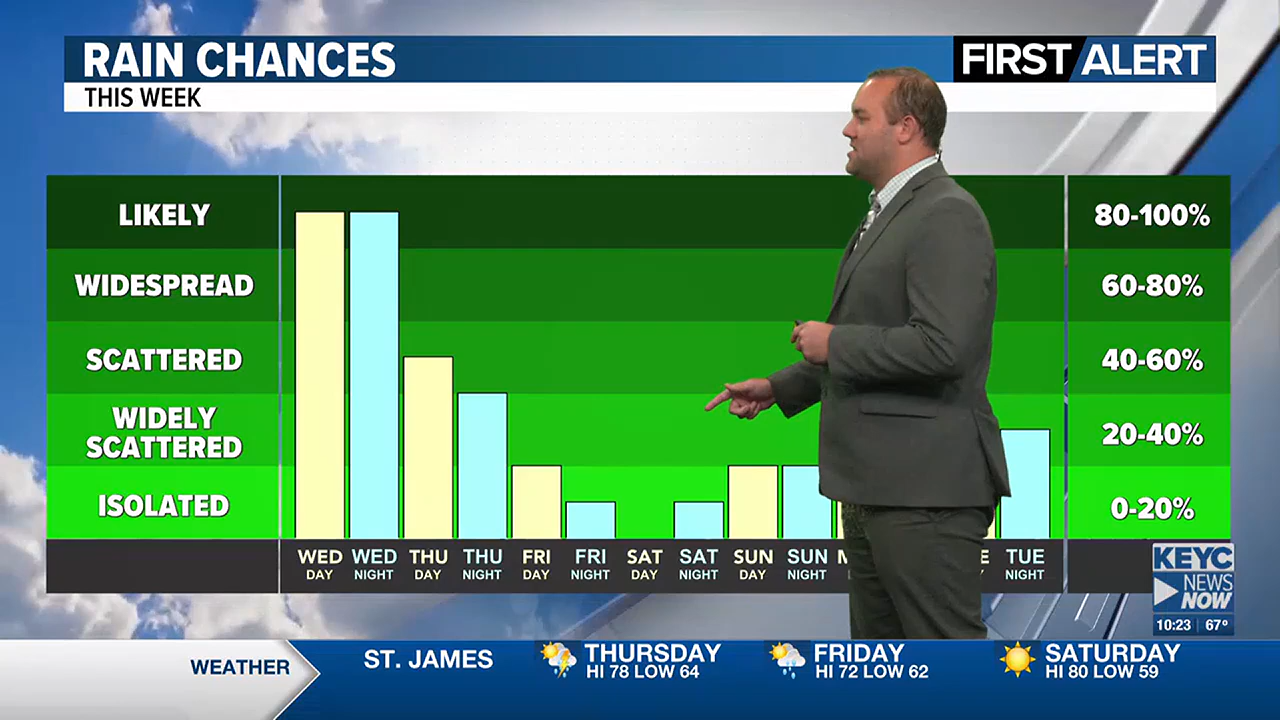 RAIN CHANCES
THIS WEEK
FIRST ALERT
LIKELY
80-100%
WIDESPREAD
60-80%
SCATTERED
40-60%
WIDELY
SCATTERED
20-40%
ISOLATED
0-20%
WED WED THU THU FRI FRI SAT SAT SUN SUN TUE
DAY NIGHT DAY NIGHT DAY NIGHT DAY NIGHT DAY NIGHT NIGHT
KEYC
NEWS
NOW
10:23 67°
WEATHER
ST. JAMES
THURSDAY
HI 78 LOW 64
FRIDAY
HI 72 LOW 62
SATURDAY
HI 80 LOW 59